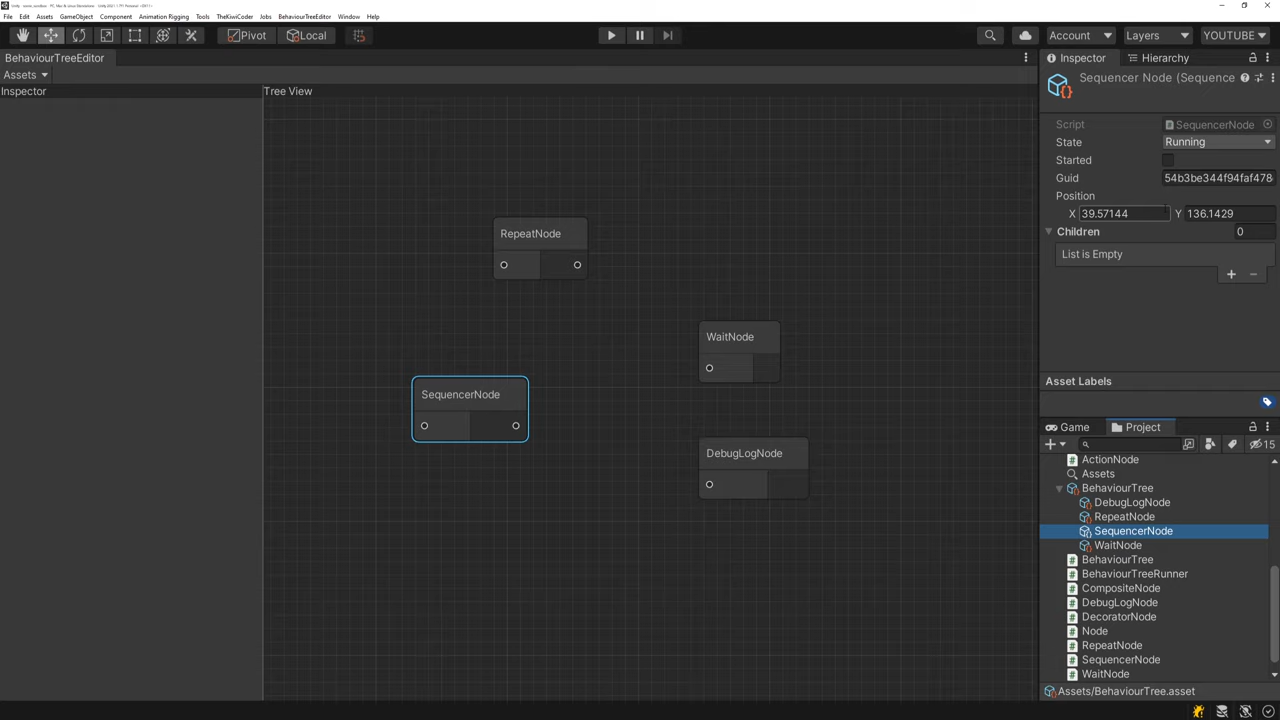 File Edit Assets GameObject Component Animation Rigging Tools TheKiwiCoder Jobs BehaviourTreeEditor Window Help
Pivot Local Account Layers YOUTUBE
BehaviourTreeEditor
Assets
Inspector
Tree View
RepeatNode
WaitNode
SequencerNode
DebugLogNode
Inspector Hierarchy
Sequencer Node (Sequence
Script SequencerNode
State Running
Started
Guid 54b3be344f94faf478
Position
X 39.57144 Y 136.1429
Children 0
List is Empty
Asset Labels
Game Project
15
ActionNode
Assets
BehaviourTree
DebugLogNode
RepeatNode
SequencerNode
WaitNode
BehaviourTree
BehaviourTreeRunner
CompositeNode
DebugLogNode
DecoratorNode
Node
RepeatNode
SequencerNode
WaitNode
Assets/BehaviourTree.asset